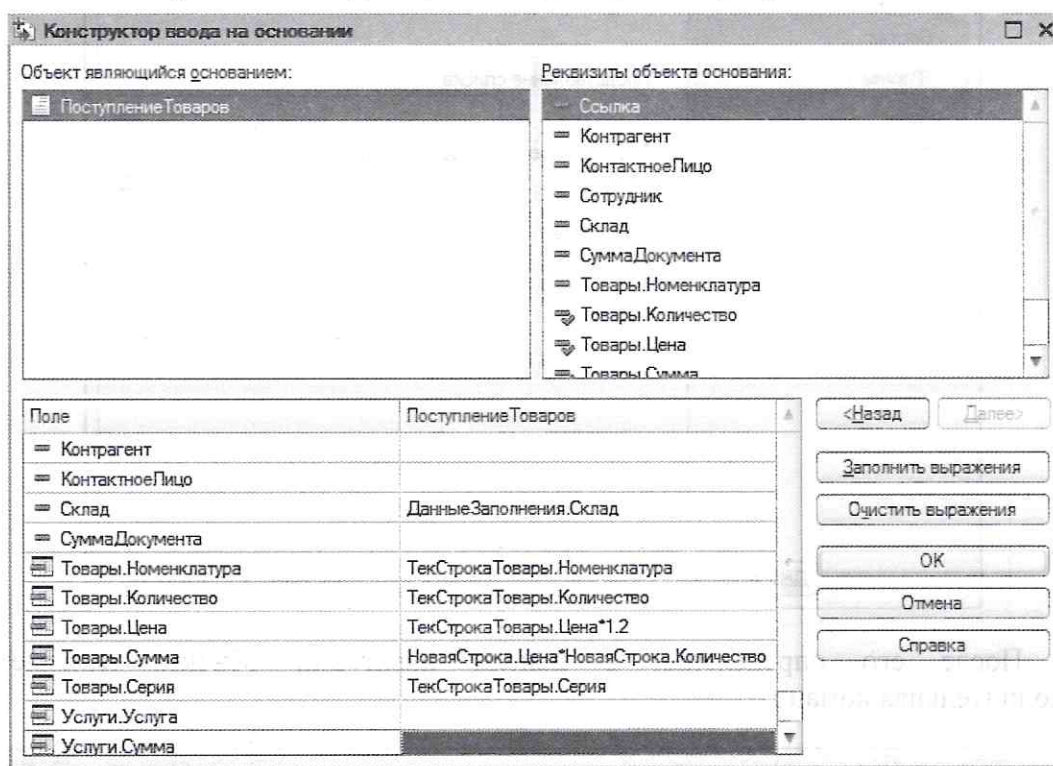 Конструктор ввода на основании
Объект являющийся основанием:
ПоступлениеТоваров
Реквизиты объекта основания:
Ссылка
Контрагент
КонтактноеЛицо
Сотрудник
Склад
СуммаДокумента
Товары.Номенклатура
Товары.Количество
Товары.Цена
Товары.Сумма
Поле ПоступлениеТоваров
Контрагент
КонтактноеЛицо
Склад ДанныеЗаполнения.Склад
СуммаДокумента
Товары.Номенклатура ТекСтрокаТовары.Номенклатура
Товары.Количество ТекСтрокаТовары.Количество
Товары.Цена ТекСтрокаТовары.Цена*1.2
Товары.Сумма НоваяСтрока.Цена*НоваяСтрока.Количество
Товары.Серия ТекСтрокаТовары.Серия
Услуги.Услуга
Услуги.Сумма
<Назад Далее>
Заполнить выражения
Очистить выражения
OK
Отмена
Справка